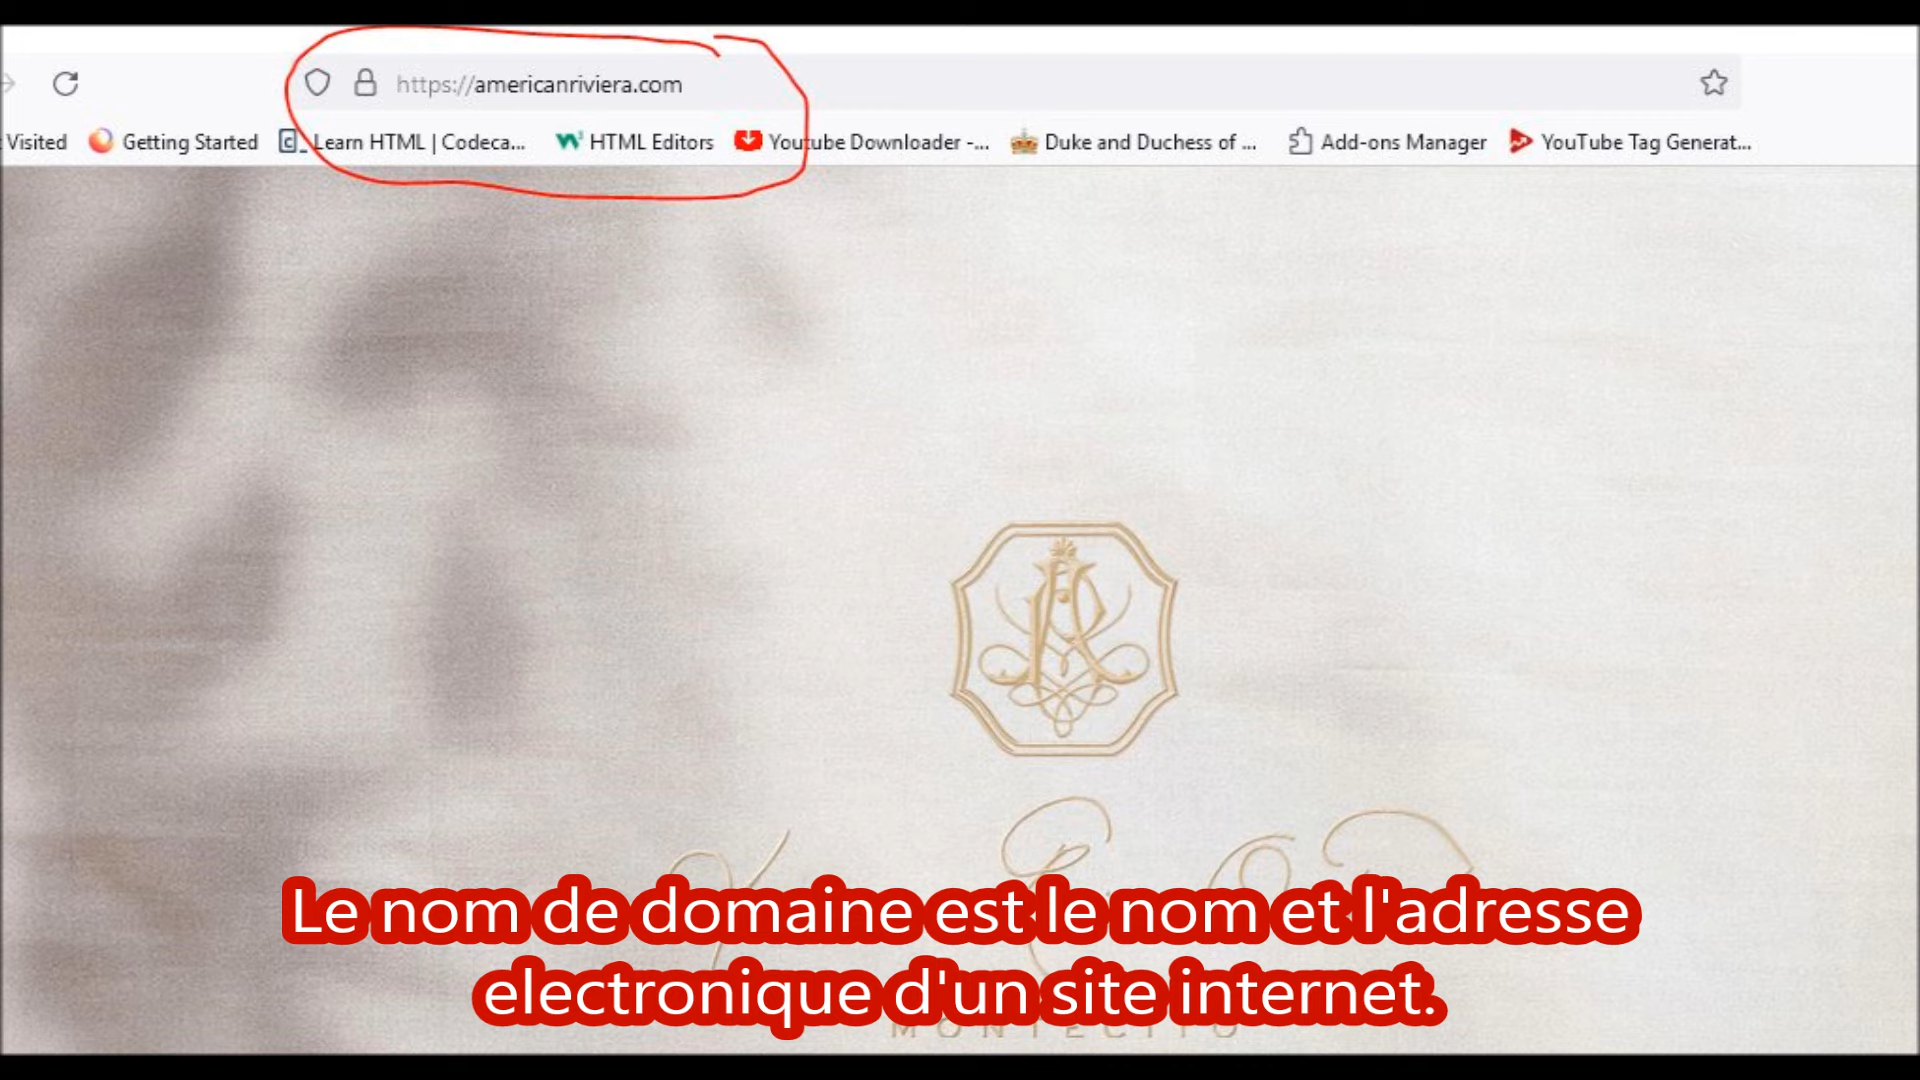 https://americanriviera.com
Visited Getting Started Learn HTML | Codeca... HTML Editors Youtube Downloader -... Duke and Duchess of ... Add-ons Manager YouTube Tag Generat...
Le nom de domaine est le nom et l'adresse
electronique d'un site internet.
MONTECITO